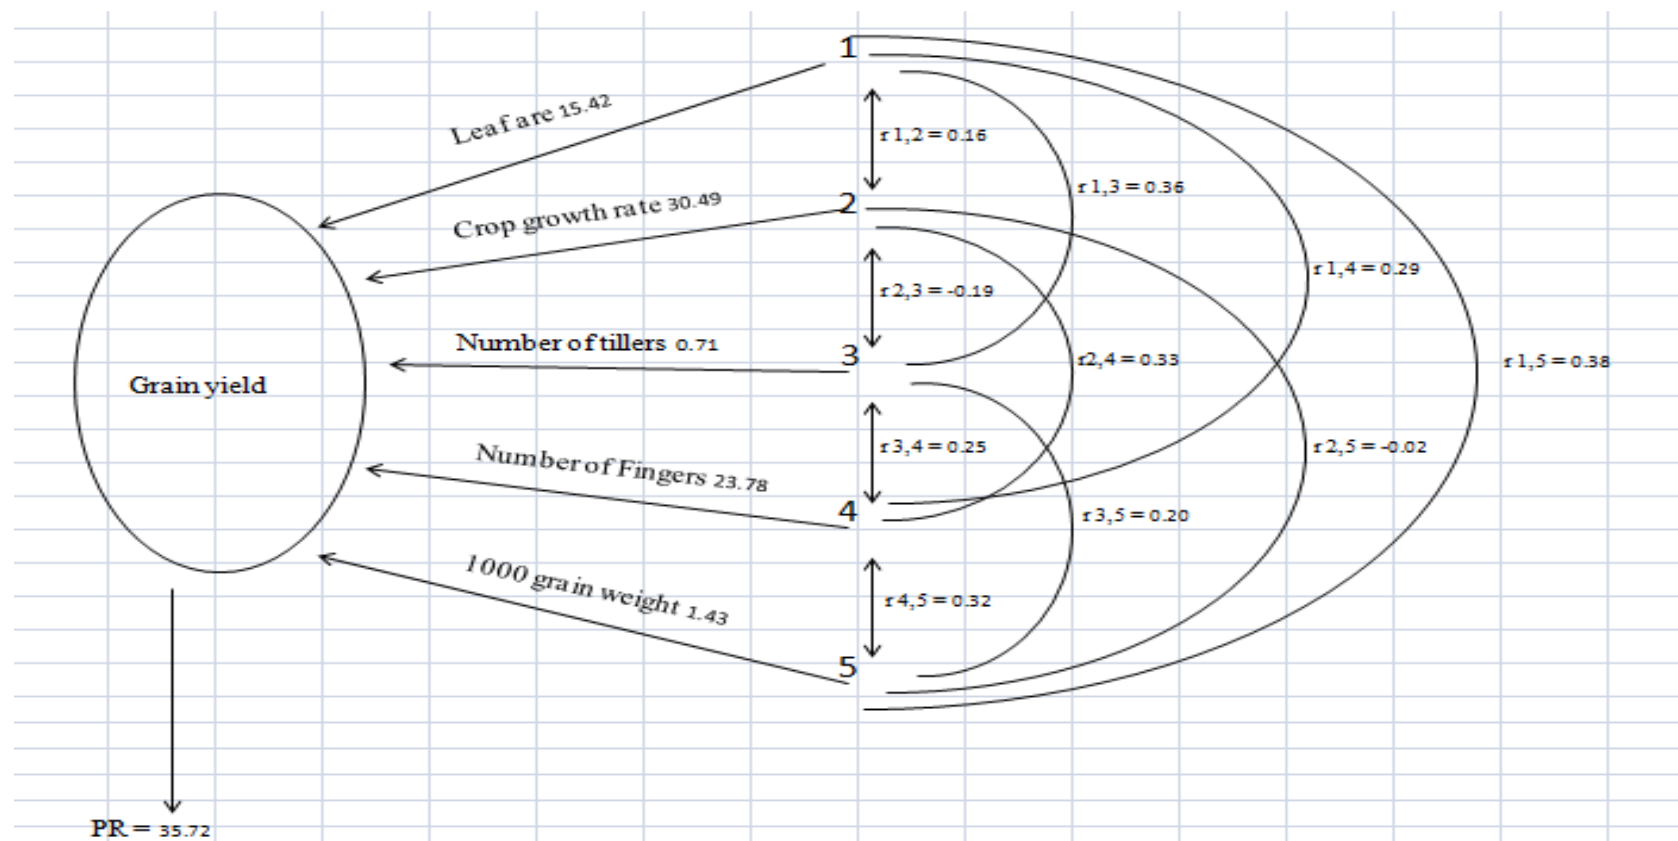 1
Leaf are 15.42
r 1,2 = 0.16
r 1,3 = 0.36
2
Crop growth rate 30.49
r 1,4 = 0.29
r 2,3 = -0.19
Number of tillers 0.71
3
r2,4 = 0.33
r 1,5 = 0.38
Grain yield
r 3,4 = 0.25
r 2,5 = -0.02
Number of Fingers 23.78
4
r 3,5 = 0.20
1000 grain weight 1.43
r 4,5 = 0.32
5
PR = 35.72